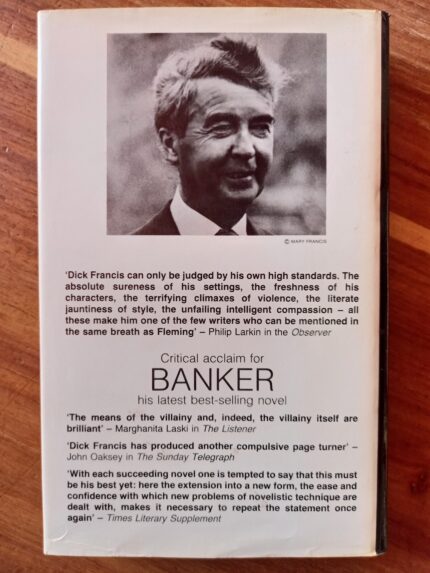 © MARY FRANCIS
'Dick Francis can only be judged by his own high standards. The
absolute sureness of his settings, the freshness of his
characters, the terrifying climaxes of violence, the literate
jauntiness of style, the unfailing intelligent compassion – all
these make him one of the few writers who can be mentioned in
the same breath as Fleming' – Philip Larkin in the Observer
Critical acclaim for
BANKER
his latest best-selling novel
'The means of the villainy and, indeed, the villainy itself are
brilliant' – Marghanita Laski in The Listener
'Dick Francis has produced another compulsive page turner' –
John Oaksey in The Sunday Telegraph
'With each succeeding novel one is tempted to say that this must
be his best yet: here the extension into a new form, the ease and
confidence with which new problems of novelistic technique are
dealt with, makes it necessary to repeat the statement once
again' – Times Literary Supplement